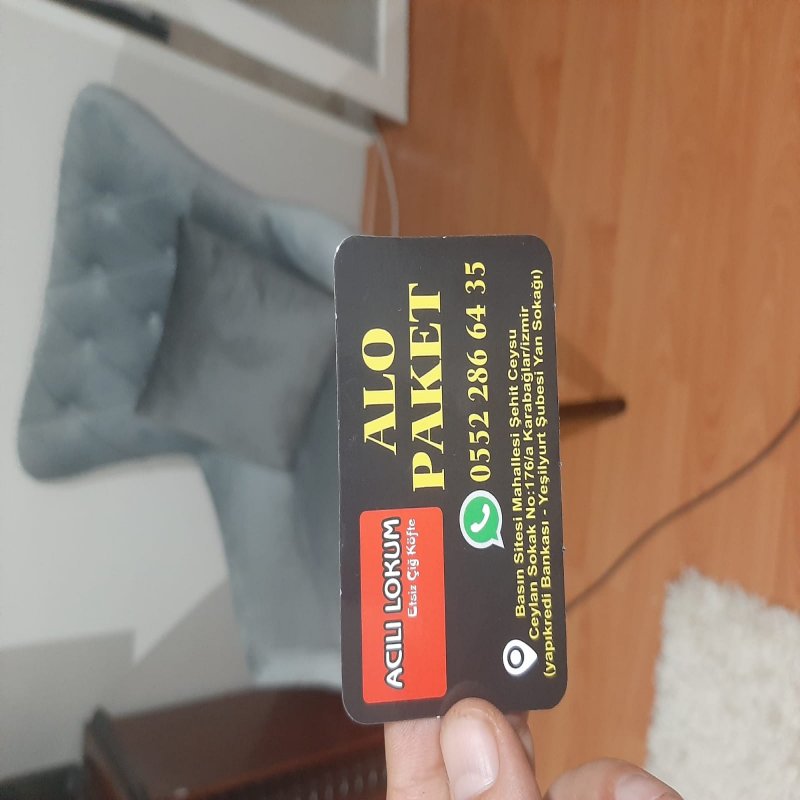 ACILI LOKUM
Etsiz Çiğ Köfte
ALO
PAKET
0552 286 64 35
Basın Sitesi Mahallesi Şehit Ceysu
Ceylan Sokak No:176/a Karabağlar/izmir
(yapıkredi Bankası - Yeşilyurt Şubesi Yan Sokağı)